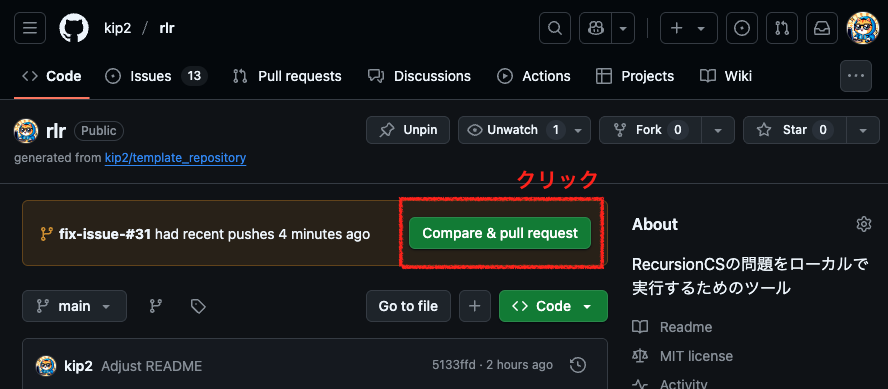 kip2 / rlr
Code Issues 13 Pull requests Discussions Actions Projects Wiki
rlr Public Unpin Unwatch 1 Fork 0 Star 0
generated from kip2/template_repository
クリック
fix-issue-#31 had recent pushes 4 minutes ago Compare & pull request
About
RecursionCSの問題をローカルで
実行するためのツール
main Go to file Code
Readme
MIT license
Activity
kip2 Adjust README 5133ffd · 2 hours ago